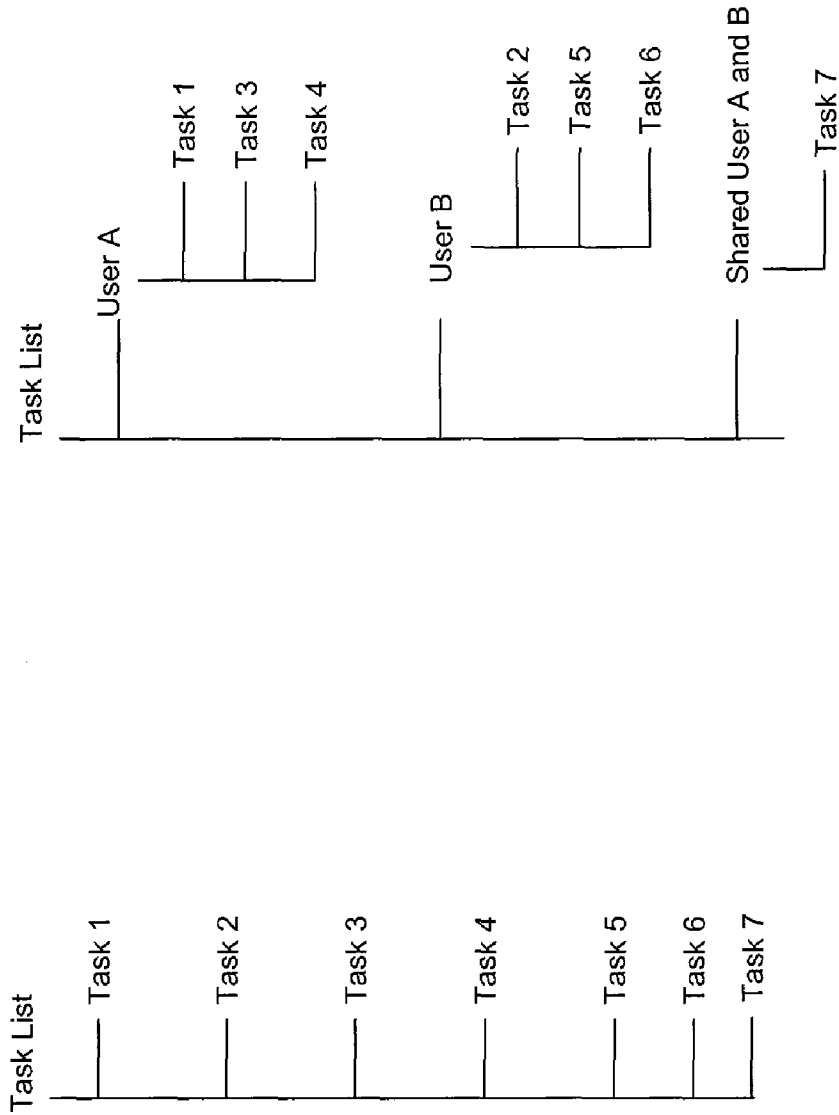 Task List
Task 1
Task 2
Task 3
Task 4
Task 5
Task 6
Task 7
Task List
User A
Task 1
Task 3
Task 4
User B
Task 2
Task 5
Task 6
Shared User A and B
Task 7